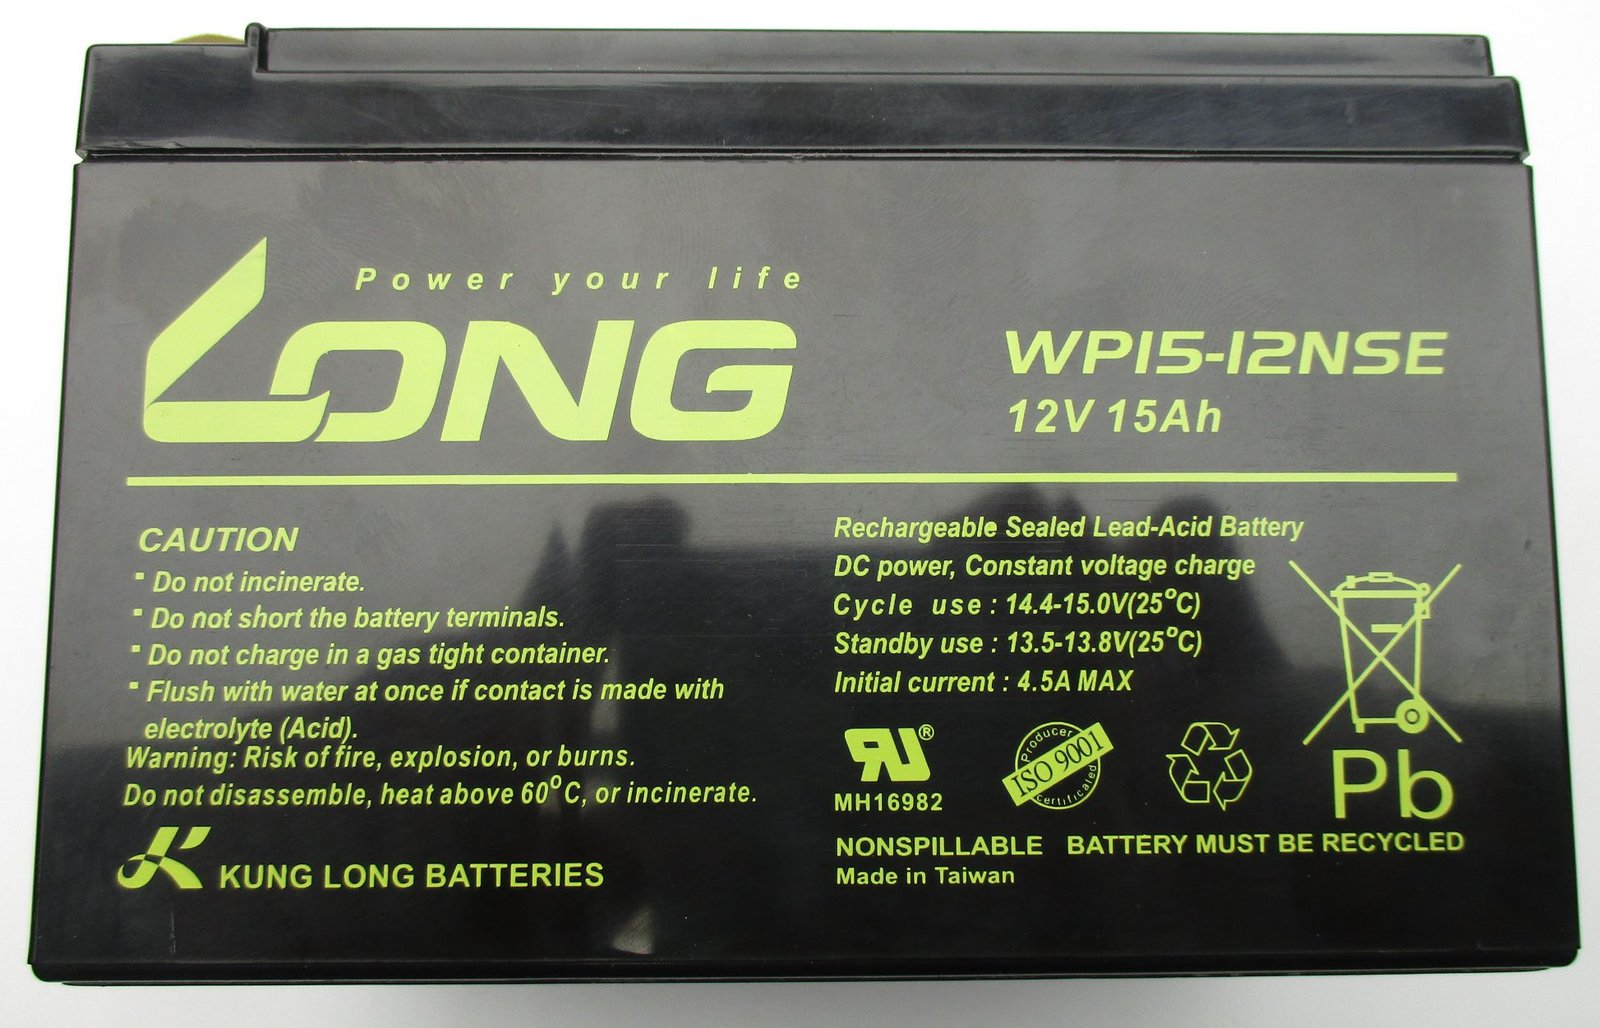 Power your life
LONG
WP15-12NSE
12V 15Ah
CAUTION
Do not incinerate.
Do not short the battery terminals.
Do not charge in a gas tight container.
Flush with water at once if contact is made with
electrolyte (Acid).
Warning: Risk of fire, explosion, or burns.
Do not disassemble, heat above 60°C, or incinerate.
KUNG LONG BATTERIES
Rechargeable Sealed Lead-Acid Battery
DC power, Constant voltage charge
Cycle use : 14.4-15.0V(25°C)
Standby use : 13.5-13.8V(25°C)
Initial current : 4.5A MAX
RU®
MH16982
Producer
ISO 9001
certificated
Pb
NONSPILLABLE BATTERY MUST BE RECYCLED
Made in Taiwan